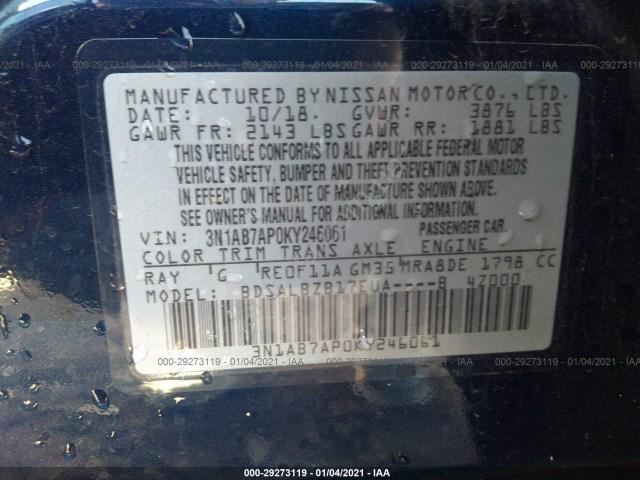 000-29273119 - 01/04/2021 - IAA
MANUFACTURED BY NISSAN MOTOR CO., LTD.
DATE: 10/18. GVWR: 3876 LBS
GAWR FR: 2143 LBS GAWR RR: 1881 LBS
THIS VEHICLE CONFORMS TO ALL APPLICABLE FEDERAL MOTOR
VEHICLE SAFETY, BUMPER AND THEFT PREVENTION STANDARDS
IN EFFECT ON THE DATE OF MANUFACTURE SHOWN ABOVE.
SEE OWNER'S MANUAL FOR ADDITIONAL INFORMATION.
VIN: 3N1AB7AP0KY246061 PASSENGER CAR.
COLOR TRIM TRANS AXLE ENGINE
RAY G RE0F11A GM35 MRA8DE 1798 CC
MODEL: BDSALBZB17EUA----B 4Z000
3N1AB7AP0KY246061
000-29273119 - 01/04/2021 - IAA